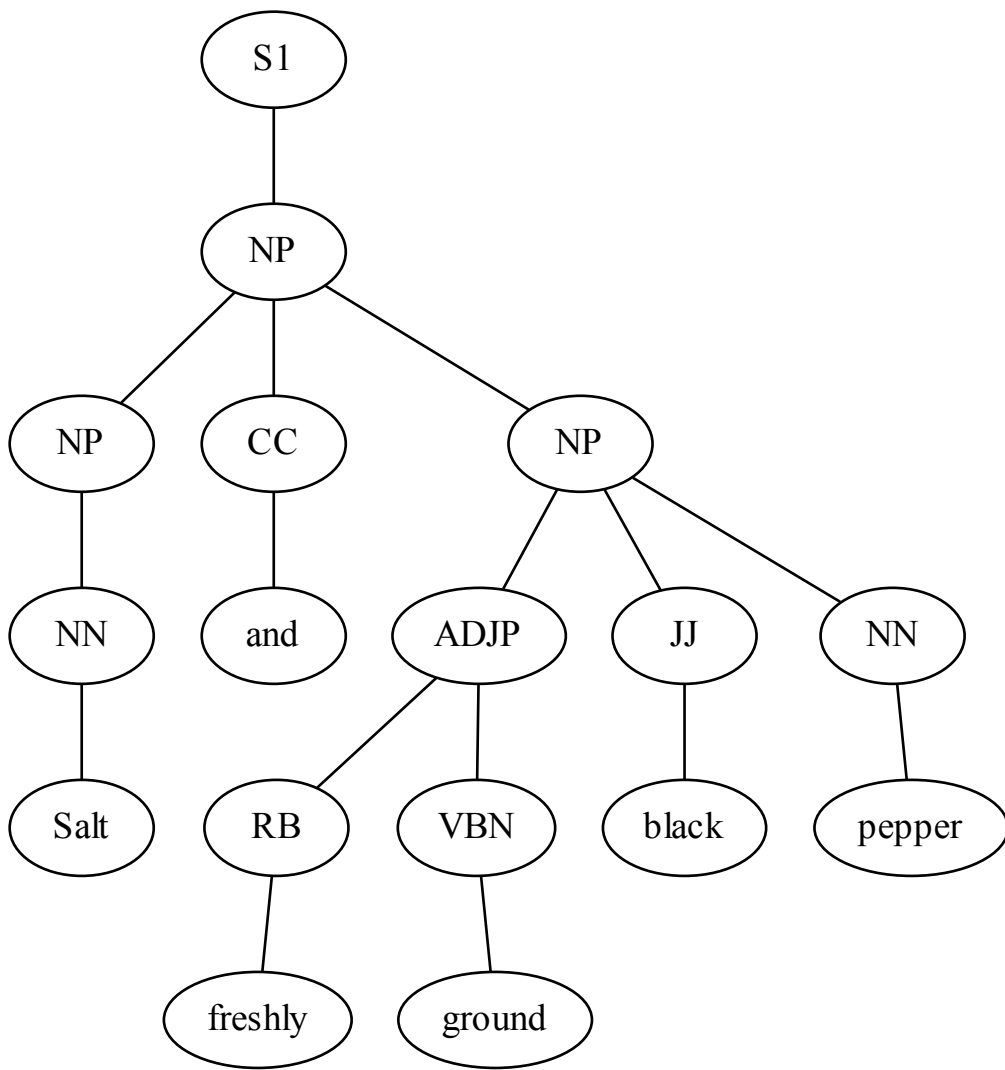 S1
NP
NP CC NP
NN and ADJP JJ NN
Salt RB VBN black pepper
freshly ground